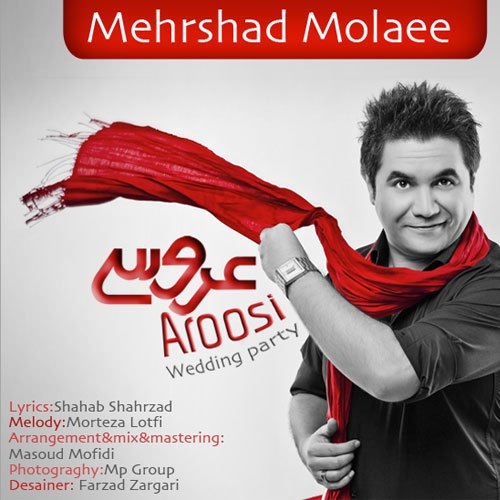 Mehrshad Molaee
عروسی
Aroosi
Wedding party
Lyrics:Shahab Shahrzad
Melody:Morteza Lotfi
Arrangement&mix&mastering:
Masoud Mofidi
Photograghy:Mp Group
Desainer: Farzad Zargari